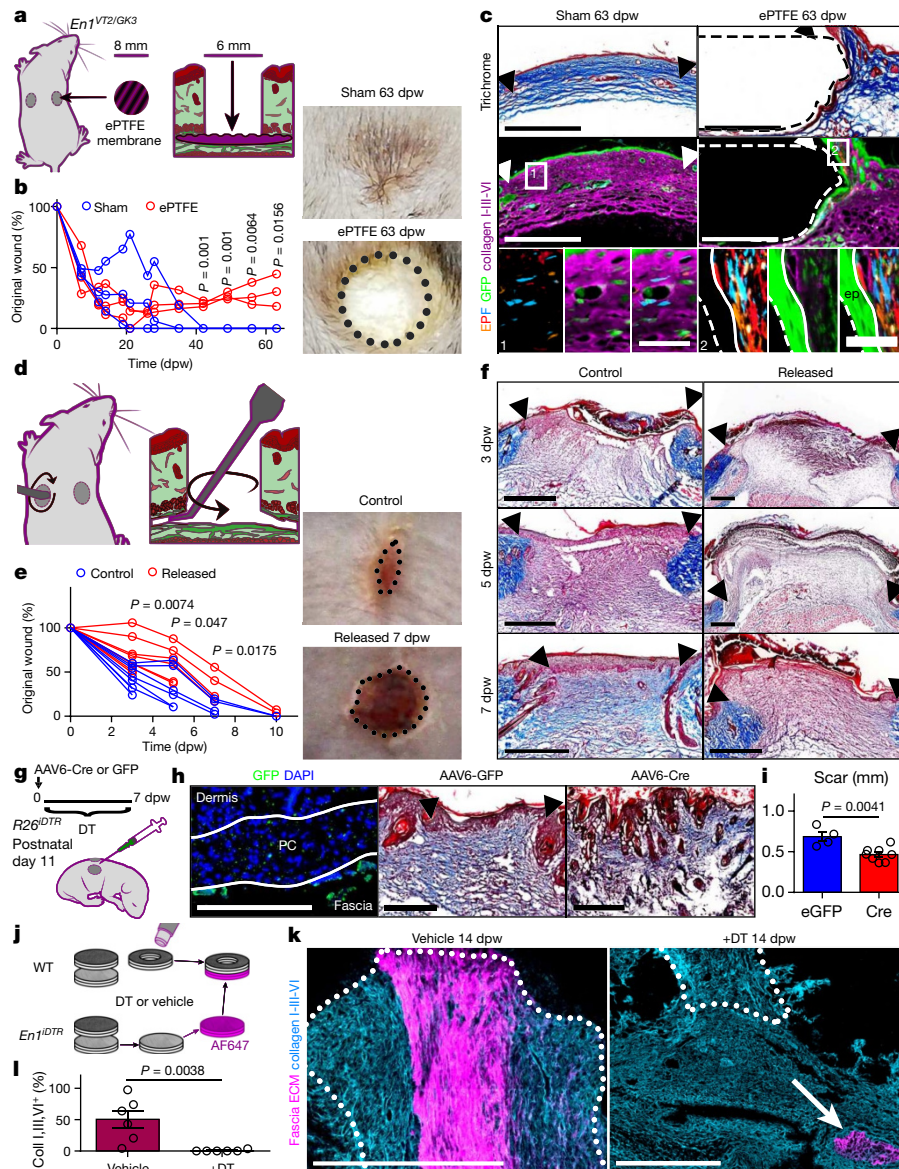 a
En1VT2/GK3
8 mm
6 mm
ePTFE
membrane
Sham 63 dpw
ePTFE 63 dpw
b
Original wound (%)
100
50
0
Sham
ePTFE
P = 0.001
P = 0.001
P = 0.0064
P = 0.0156
0 20 40 60
Time (dpw)
c
Sham 63 dpw
ePTFE 63 dpw
Trichrome
EPF GFP collagen I-III-VI
1
2
1
2
ep
d
Control
Released 7 dpw
e
Original wound (%)
100
50
0
Control
Released
P = 0.0074
P = 0.047
P = 0.0175
0 2 4 6 8 10
Time (dpw)
f
Control
Released
3 dpw
5 dpw
7 dpw
g
AAV6-Cre or GFP
0
7 dpw
DT
R26iDTR
Postnatal
day 11
h
GFP DAPI
Dermis
PC
Fascia
AAV6-GFP
AAV6-Cre
i
Scar (mm)
P = 0.0041
1.0
0.5
0
eGFP
Cre
j
WT
DT or vehicle
En1iDTR
AF647
k
Vehicle 14 dpw
+DT 14 dpw
Fascia ECM collagen I-III-VI
l
Col I,III,VI+ (%)
P = 0.0038
100
50
0
Vehicle
+DT